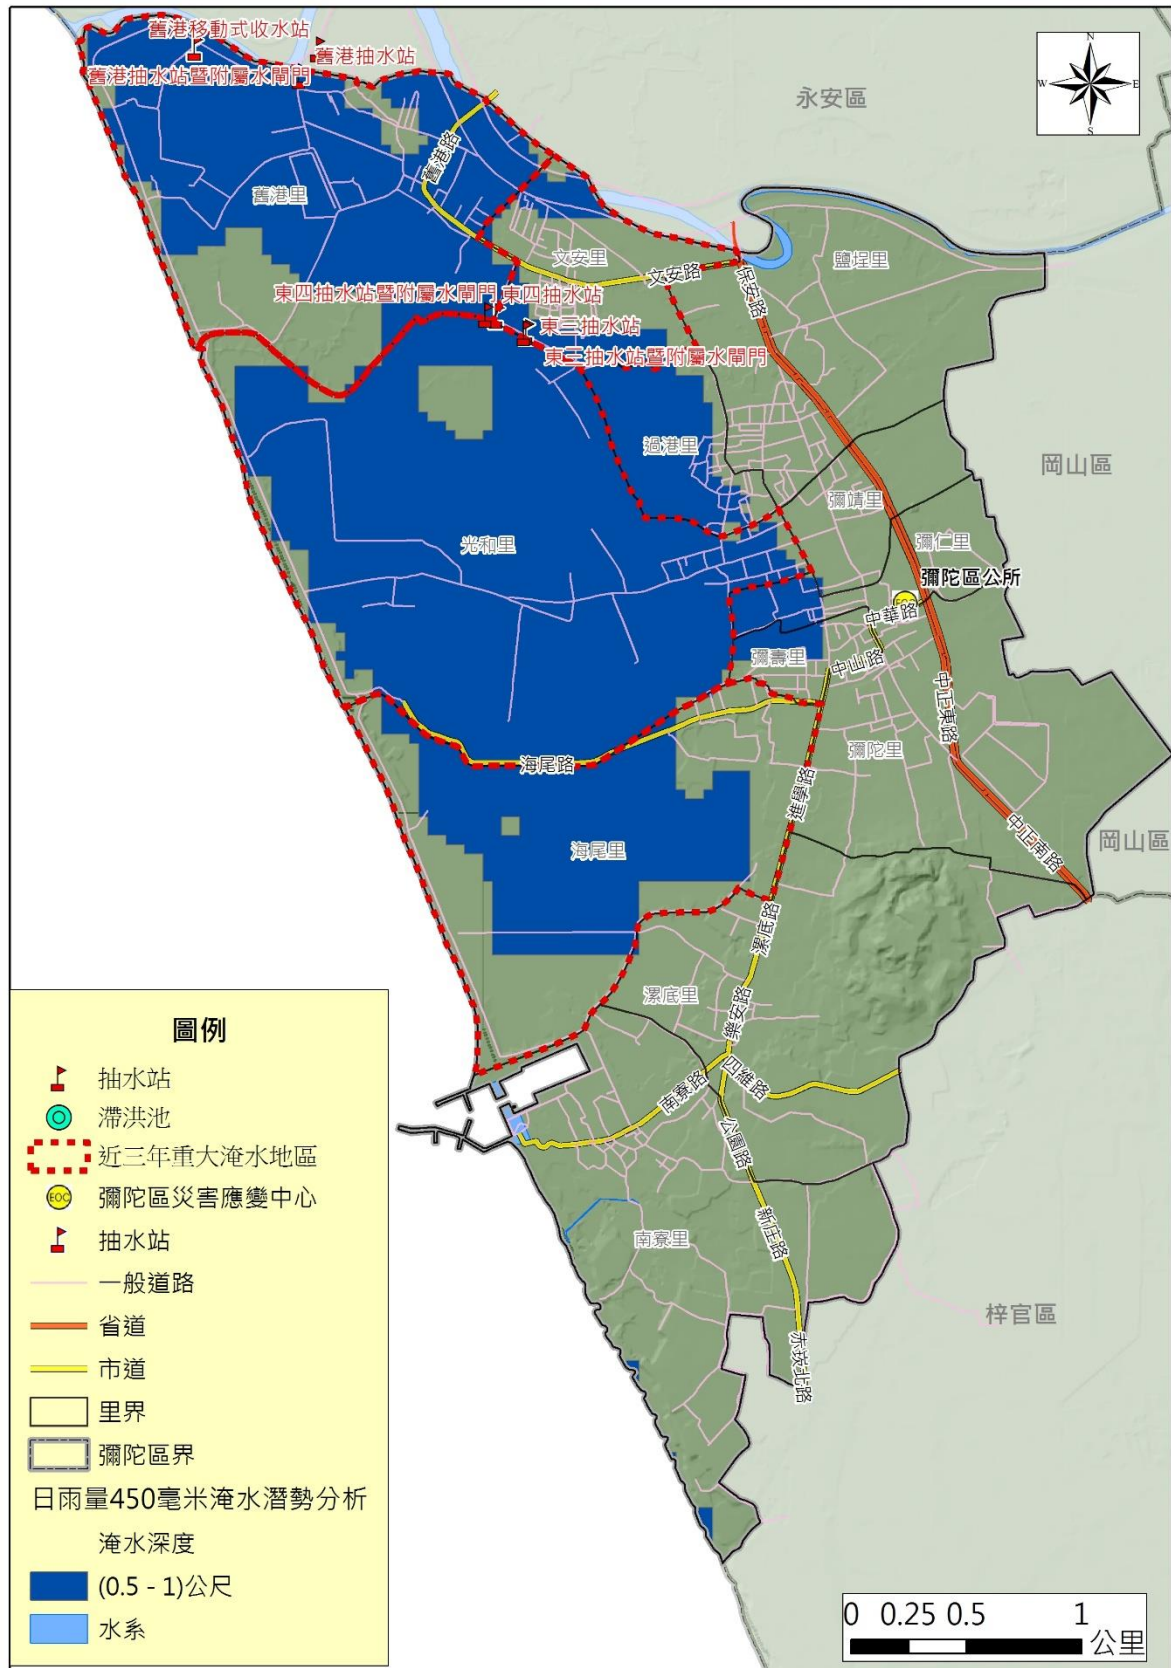 舊港移動式收水站
舊港抽水站
舊港抽水站暨附屬水閘門
N
W
E
S
永安區
舊港路
舊港里
文安里
文安路
保安路
鹽埕里
東四抽水站暨附屬水閘門
東四抽水站
東三抽水站
東三抽水站暨附屬水閘門
過港里
岡山區
彌靖里
光和里
彌仁里
彌陀區公所
EOC
中華路
彌壽里
中山路
中正東路
彌陀里
海尾路
進學路
中正南路
岡山區
海尾里
漯底路
漯底里
樂安路
四維路
南寮路
公園路
新庄路
南寮里
梓官區
赤崁北路
圖例
抽水站
滯洪池
近三年重大淹水地區
EOC
彌陀區災害應變中心
抽水站
一般道路
省道
市道
里界
彌陀區界
日雨量450毫米淹水潛勢分析
淹水深度
(0.5 - 1)公尺
水系
0 0.25 0.5 1
公里